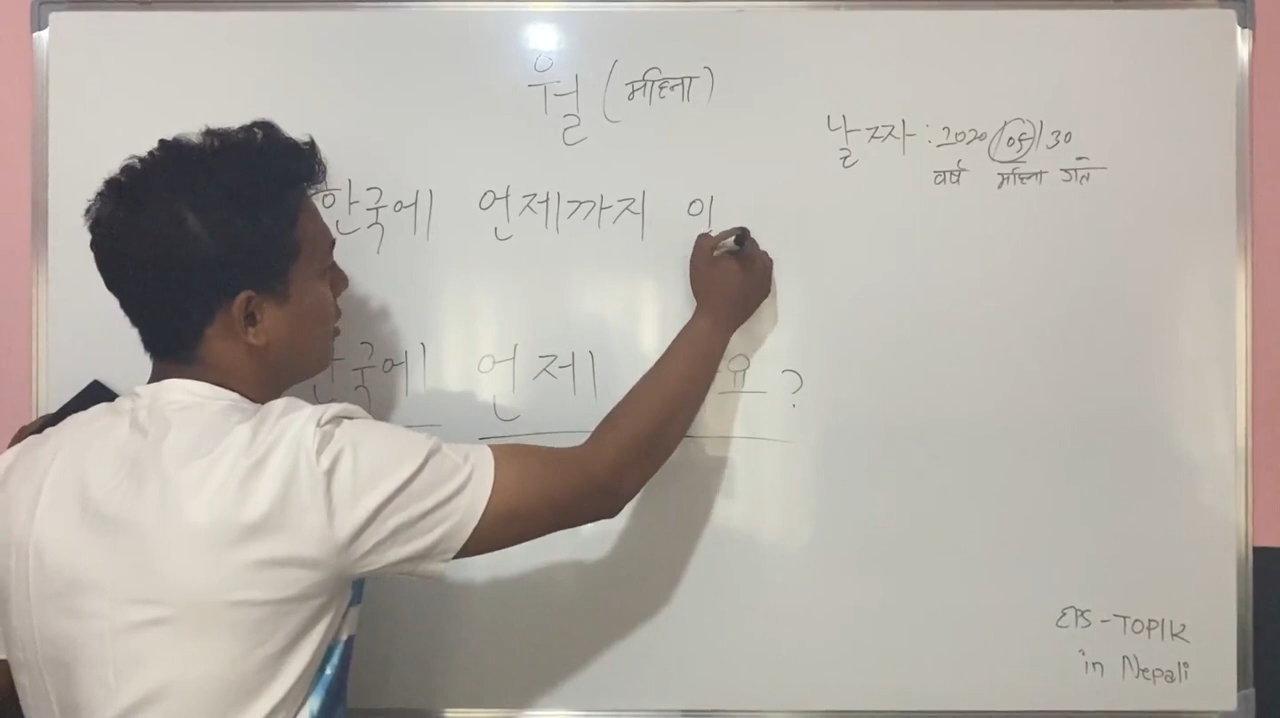 월 (महिना)
날짜 : 2020/05/30
वर्ष महिना गते
한국에 언제까지 이
한국에 언제 요?
EPS-TOPIK
in Nepali